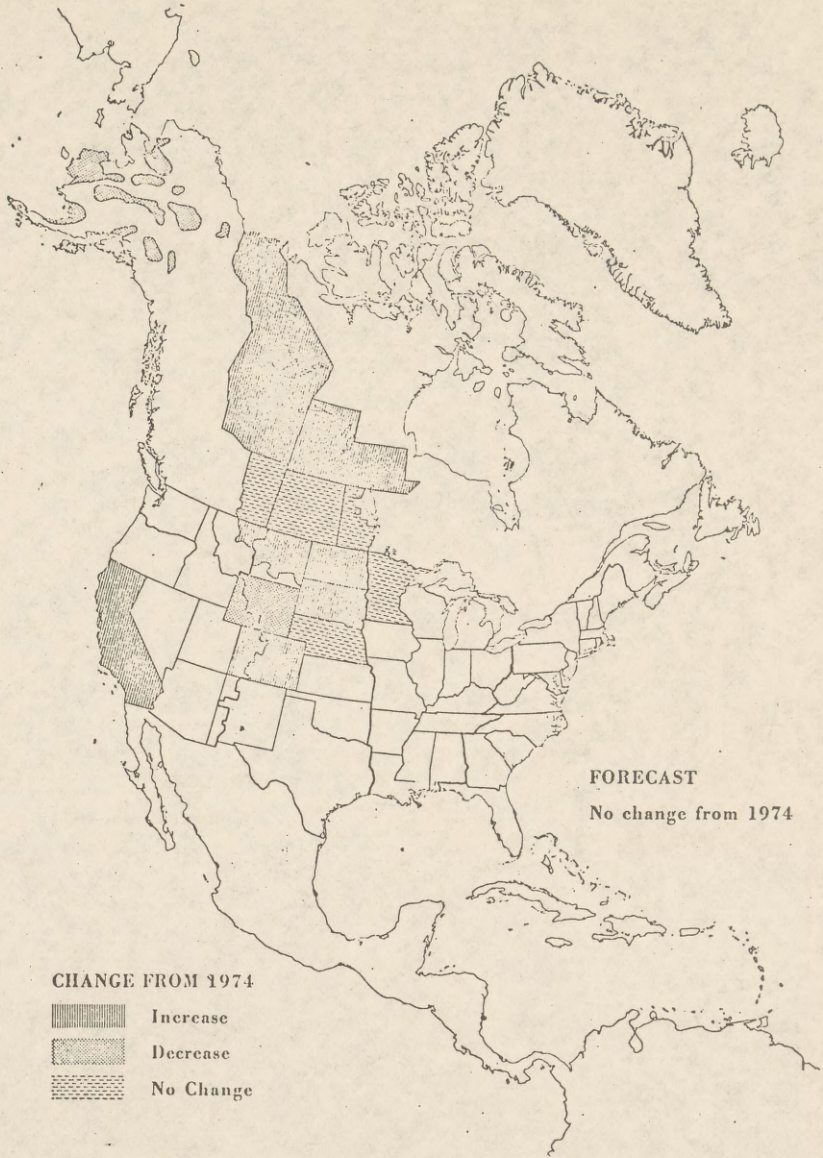 FORECAST
No change from 1974
CHANGE FROM 1974
Increase
Decrease
No Change